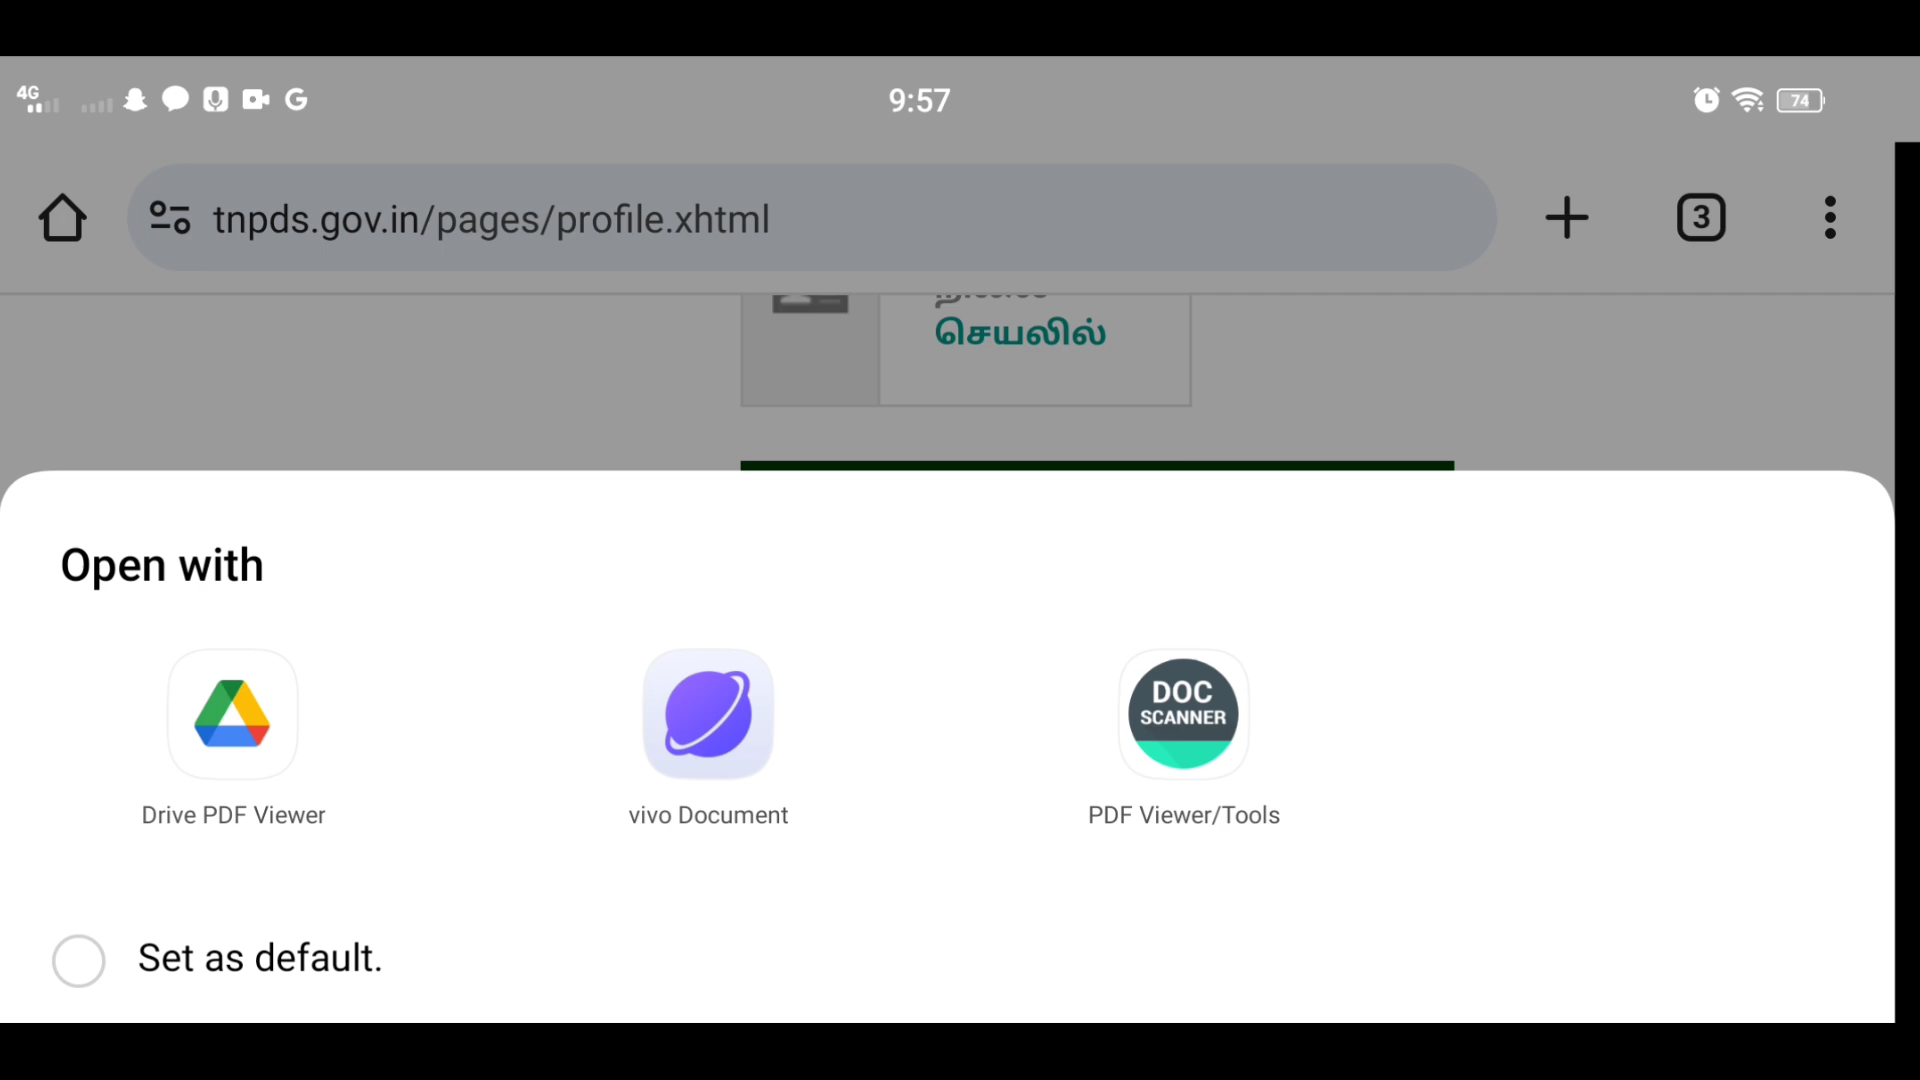 4G
9:57
74
tnpds.gov.in/pages/profile.xhtml
3
செயலில்
Open with
DOC
SCANNER
Drive PDF Viewer
vivo Document
PDF Viewer/Tools
Set as default.